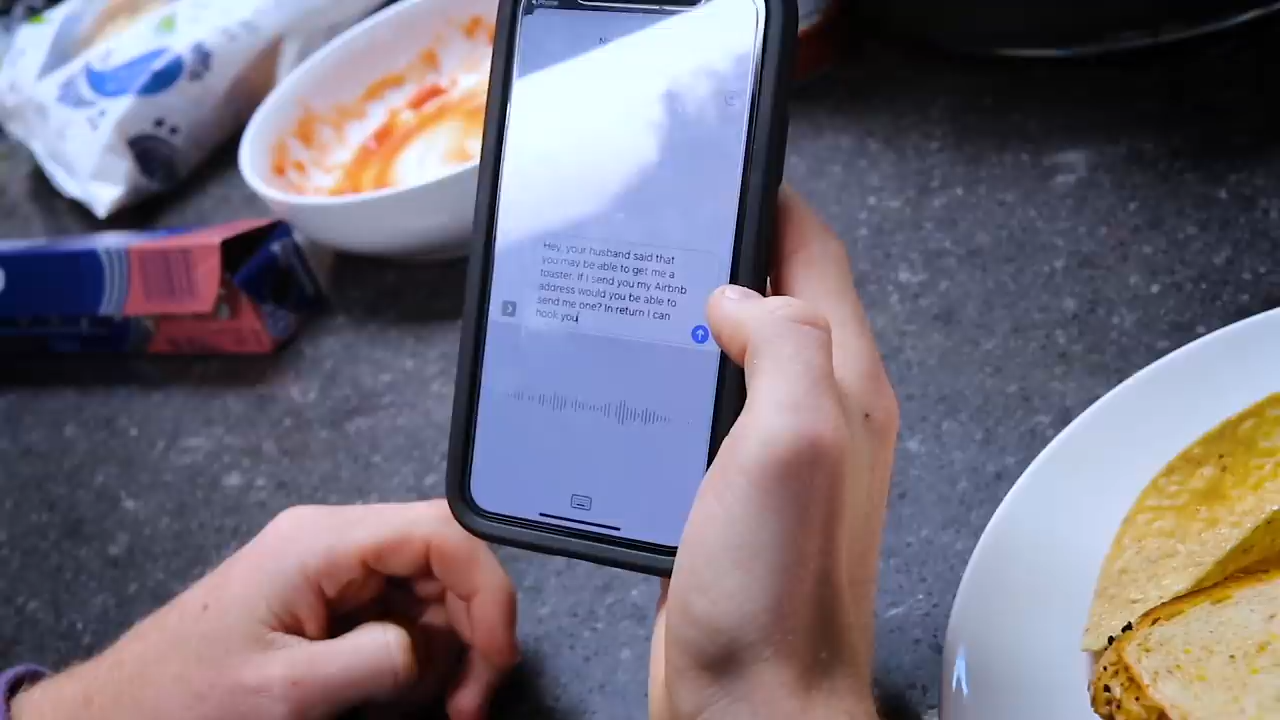 Hey, your husband said that
you may be able to get me a
toaster. If I send you my Airbnb
address would you be able to
send me one? In return I can
hook you